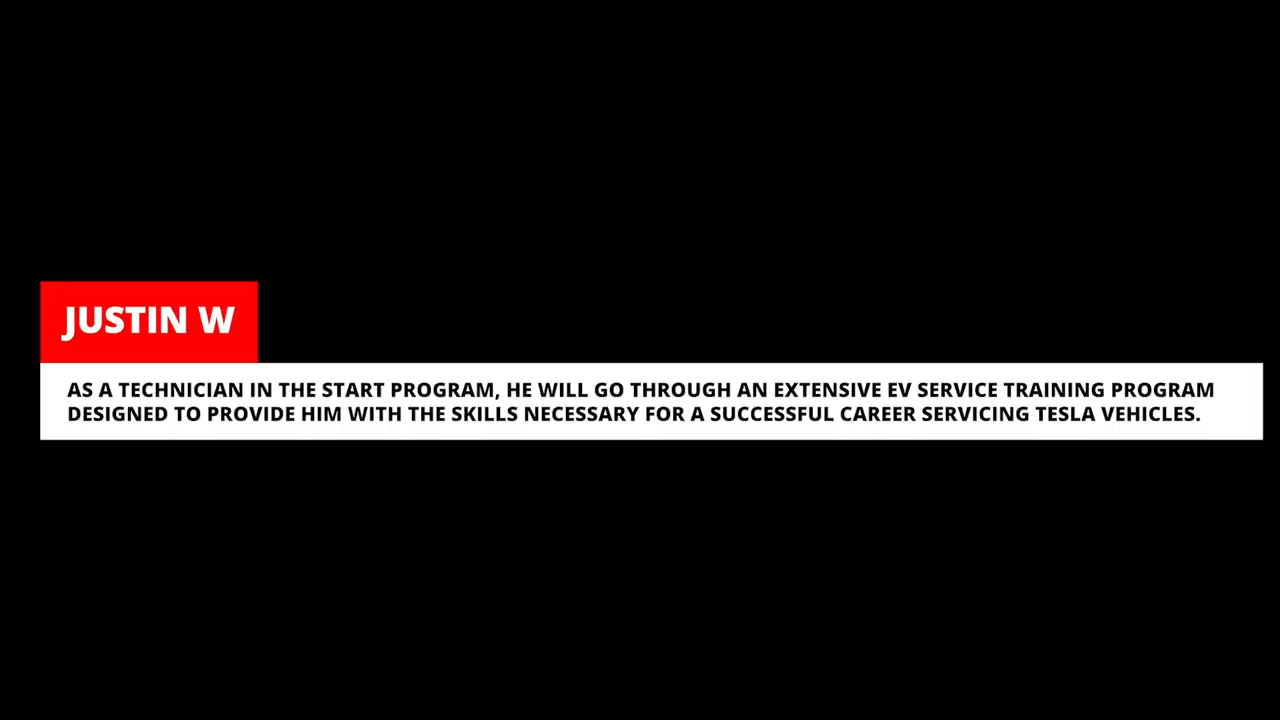 JUSTIN W
AS A TECHNICIAN IN THE START PROGRAM, HE WILL GO THROUGH AN EXTENSIVE EV SERVICE TRAINING PROGRAM
DESIGNED TO PROVIDE HIM WITH THE SKILLS NECESSARY FOR A SUCCESSFUL CAREER SERVICING TESLA VEHICLES.